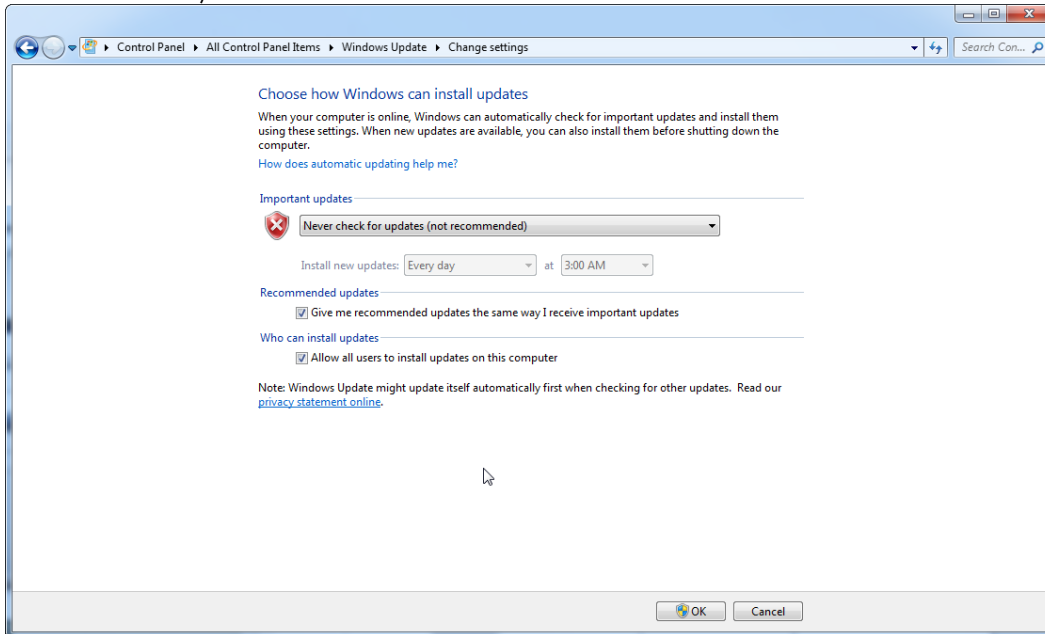 Control Panel ▸ All Control Panel Items ▸ Windows Update ▸ Change settings
Search Con...
Choose how Windows can install updates
When your computer is online, Windows can automatically check for important updates and install them
using these settings. When new updates are available, you can also install them before shutting down the
computer.
How does automatic updating help me?
Important updates
Never check for updates (not recommended)
Install new updates: Every day at 3:00 AM
Recommended updates
Give me recommended updates the same way I receive important updates
Who can install updates
Allow all users to install updates on this computer
Note: Windows Update might update itself automatically first when checking for other updates. Read our
privacy statement online.
OK Cancel